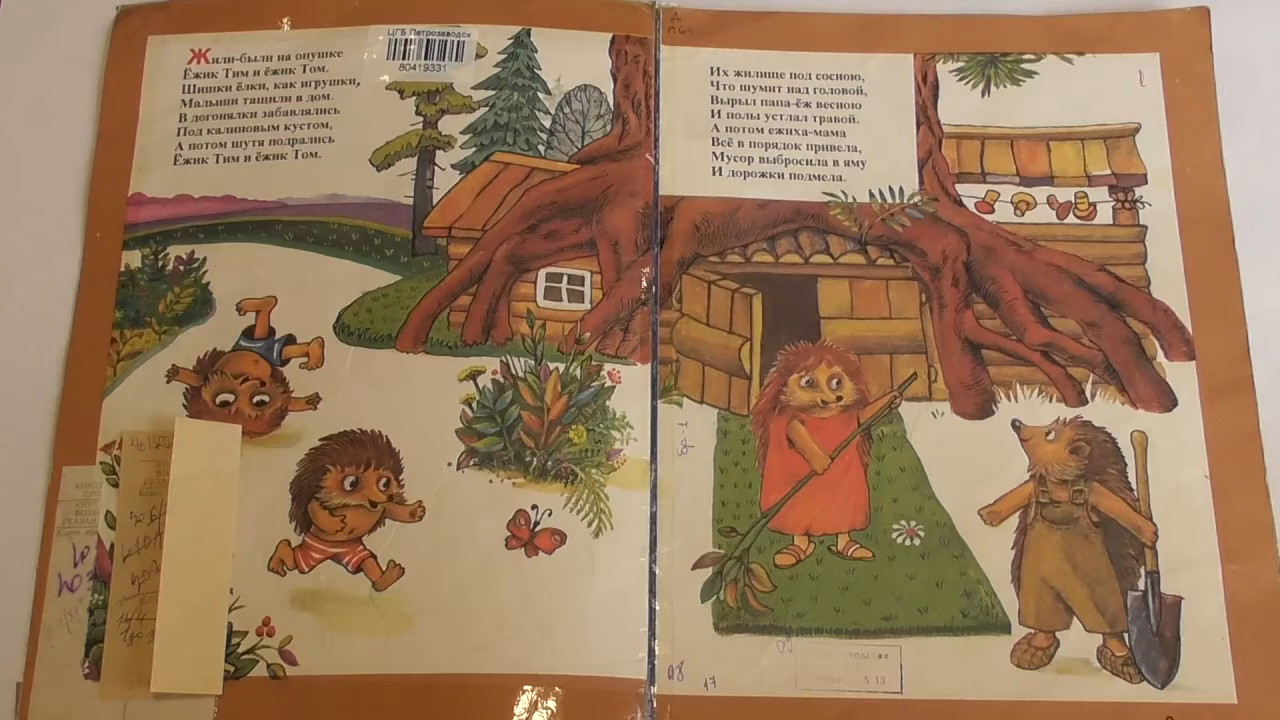 Жили-были на опушке
Ёжик Тим и ёжик Том.
Шишки ёлки, как игрушки,
Малыши тащили в дом.
В догонялки забавлялись
Под калиновым кустом,
А потом шутя подрались
Ёжик Тим и ёжик Том.
ЦГБ Петрозаводск
80419331
Д
П64
Их жилище под сосною,
Что шумит над головой,
Вырыл папа-ёж весною
И полы устлал травой.
А потом ежиха-мама
Всё в порядок привела,
Мусор выбросила в яму
И дорожки подмела.
17